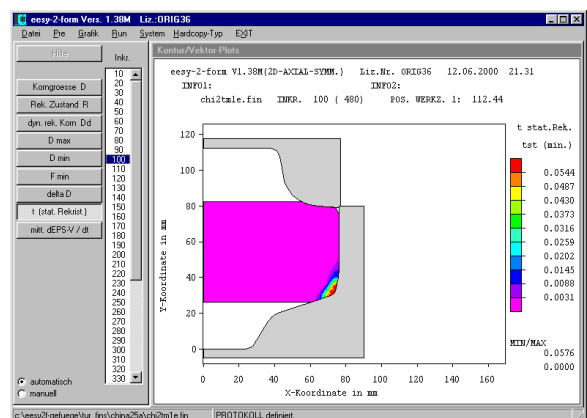 eesy-2-form Vers. 1.38M Liz.:ORIG36
Datei Pre Grafik Run System Hardcopy-Typ EXIT
Hilfe
Korngroesse D
Rek. Zustand R
dyn. rek. Korn Dd
D max
D min
F min
delta D
t (stat. Rekrist.)
mitt. dEPS-V / dt
automatisch
manuell
Inkr.
10
20
30
40
50
60
70
80
90
100
110
120
130
140
150
160
170
180
190
200
210
220
230
240
250
260
270
280
290
300
310
320
330
Kontur/Vektor-Plots
eesy-2-form V1.38M(2D-AXIAL-SYMM.) Liz.Nr. ORIG36 12.06.2000 21.31
INFO1: INFO2:
chi2tm1e.fin INKR. 100 ( 480) POS. WERKZ. 1: 112.44
Y-Koordinate in mm
120
100
80
60
40
20
0
0 20 40 60 80 100 120 140 160
X-Koordinate in mm
t stat.Rek.
tst (min.)
0.0544
0.0487
0.0430
0.0373
0.0316
0.0259
0.0202
0.0145
0.0088
0.0031
MIN/MAX
0.0576
0.0000
c:\eesy2f-gefuege\tur_fins\china25a\chi2tm1e.fin PROTOKOLL definiert.